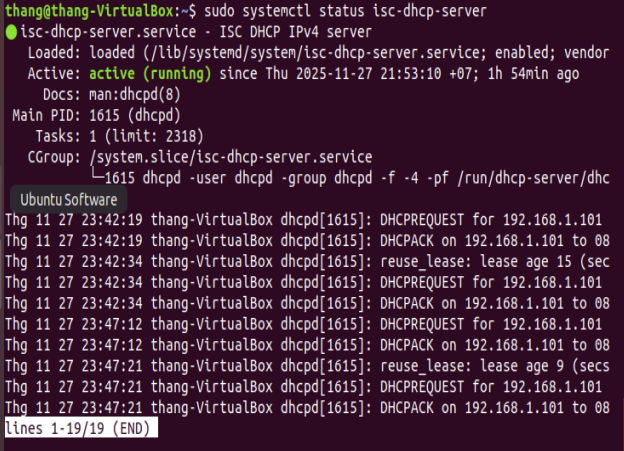 thang@thang-VirtualBox:~$ sudo systemctl status isc-dhcp-server
● isc-dhcp-server.service - ISC DHCP IPv4 server
Loaded: loaded (/lib/systemd/system/isc-dhcp-server.service; enabled; vendor
Active: active (running) since Thu 2025-11-27 21:53:10 +07; 1h 54min ago
Docs: man:dhcpd(8)
Main PID: 1615 (dhcpd)
Tasks: 1 (limit: 2318)
CGroup: /system.slice/isc-dhcp-server.service
└─1615 dhcpd -user dhcpd -group dhcpd -f -4 -pf /run/dhcp-server/dhc
Ubuntu Software
Thg 11 27 23:42:19 thang-VirtualBox dhcpd[1615]: DHCPREQUEST for 192.168.1.101
Thg 11 27 23:42:19 thang-VirtualBox dhcpd[1615]: DHCPACK on 192.168.1.101 to 08
Thg 11 27 23:42:34 thang-VirtualBox dhcpd[1615]: reuse_lease: lease age 15 (sec
Thg 11 27 23:42:34 thang-VirtualBox dhcpd[1615]: DHCPREQUEST for 192.168.1.101
Thg 11 27 23:42:34 thang-VirtualBox dhcpd[1615]: DHCPACK on 192.168.1.101 to 08
Thg 11 27 23:47:12 thang-VirtualBox dhcpd[1615]: DHCPREQUEST for 192.168.1.101
Thg 11 27 23:47:12 thang-VirtualBox dhcpd[1615]: DHCPACK on 192.168.1.101 to 08
Thg 11 27 23:47:21 thang-VirtualBox dhcpd[1615]: reuse_lease: lease age 9 (secs
Thg 11 27 23:47:21 thang-VirtualBox dhcpd[1615]: DHCPREQUEST for 192.168.1.101
Thg 11 27 23:47:21 thang-VirtualBox dhcpd[1615]: DHCPACK on 192.168.1.101 to 08
lines 1-19/19 (END)